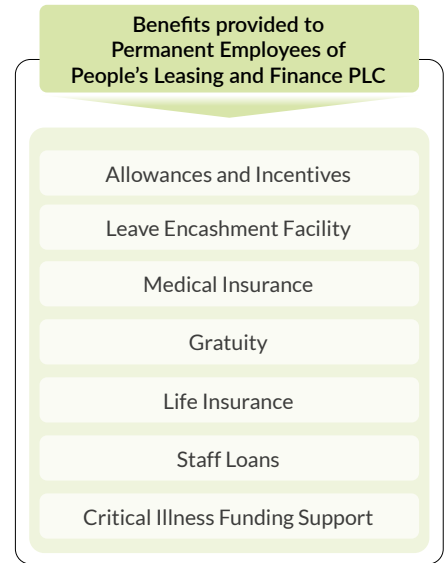 Benefits provided to
Permanent Employees of
People's Leasing and Finance PLC
Allowances and Incentives
Leave Encashment Facility
Medical Insurance
Gratuity
Life Insurance
Staff Loans
Critical Illness Funding Support